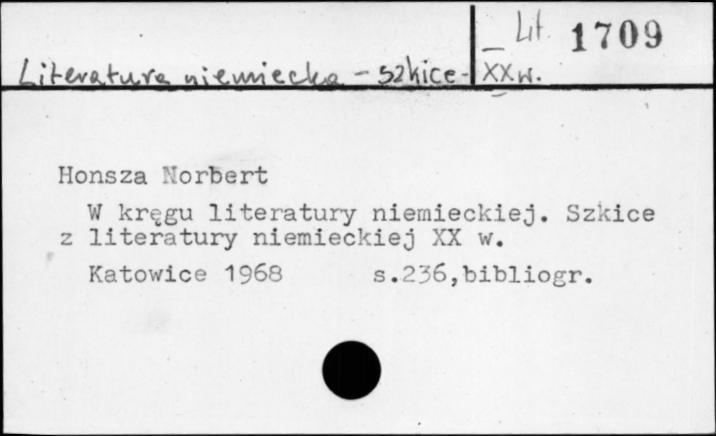 Lit. 1709
Literatura niemiecka - szkice - XX w.
Honsza Norbert
W kręgu literatury niemieckiej. Szkice
z literatury niemieckiej XX w.
Katowice 1968 s.236,bibliogr.